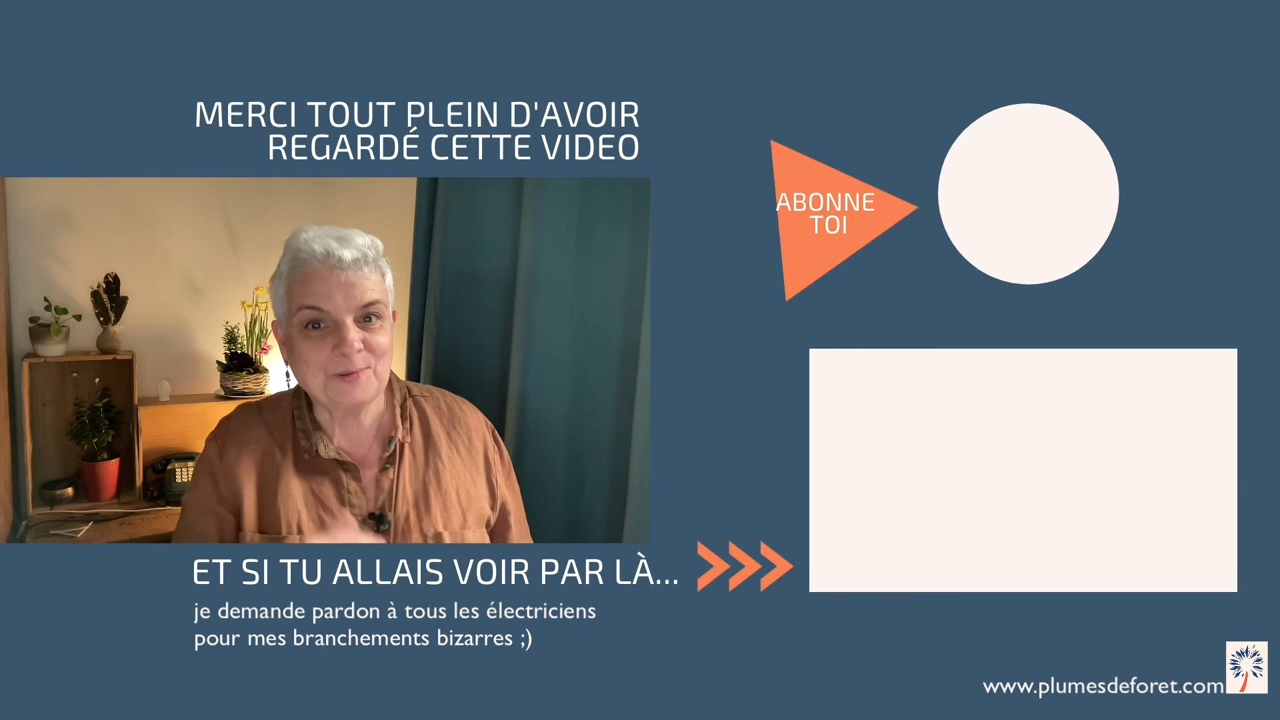 MERCI TOUT PLEIN D'AVOIR
REGARDÉ CETTE VIDEO
ABONNE
TOI
ET SI TU ALLAIS VOIR PAR LÀ...
je demande pardon à tous les électriciens
pour mes branchements bizarres ;)
www.plumesdeforet.com